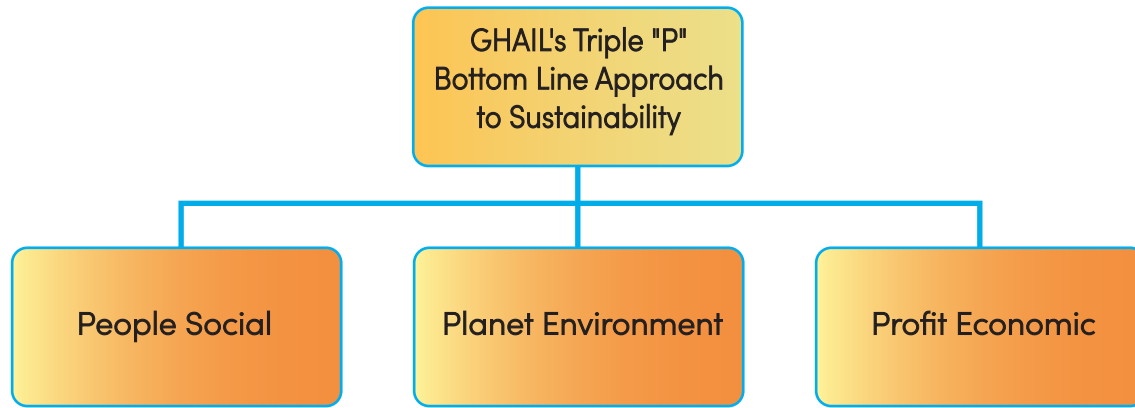 GHAIL's Triple "P"
Bottom Line Approach
to Sustainability
People Social
Planet Environment
Profit Economic